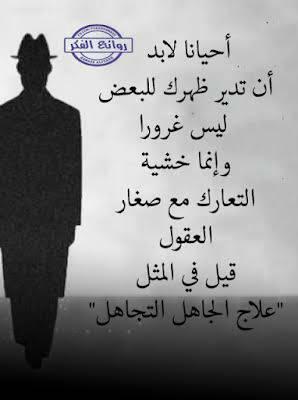 روائع الفكر
أحيانا لابد
أن تدير ظهرك للبعض
ليس غرورا
وإنما خشية
التعارك مع صغار
العقول
قيل في المثل
"علاج الجاهل التجاهل"